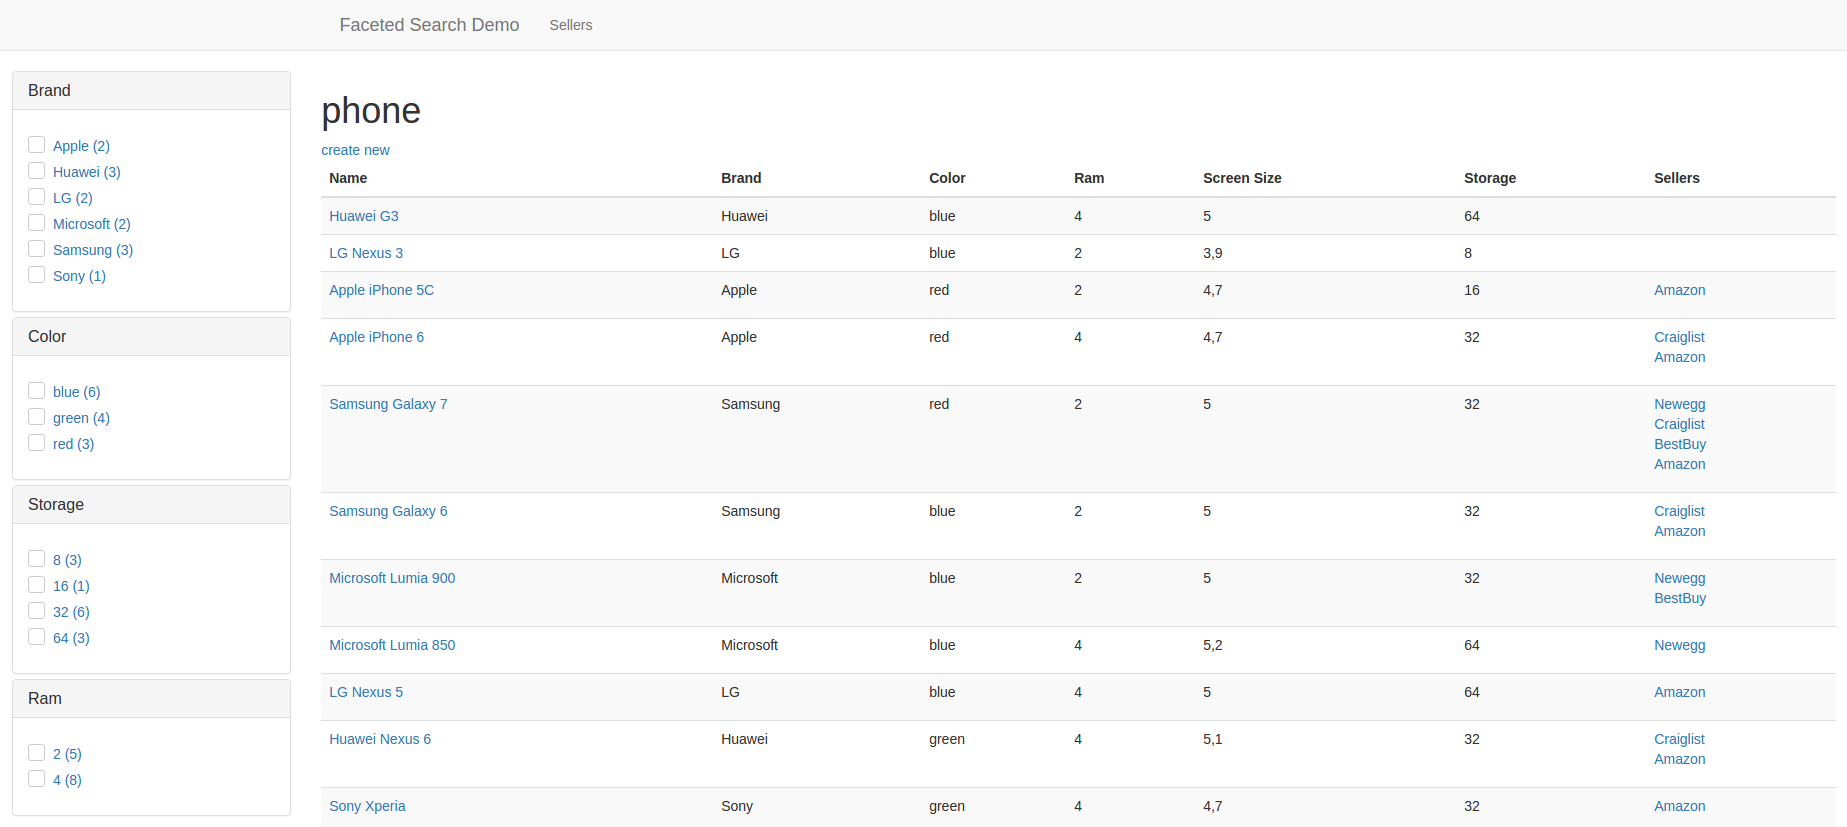 Faceted Search Demo Sellers
Brand
Apple (2)
Huawei (3)
LG (2)
Microsoft (2)
Samsung (3)
Sony (1)
Color
blue (6)
green (4)
red (3)
Storage
8 (3)
16 (1)
32 (6)
64 (3)
Ram
2 (5)
4 (8)
phone
create new
Name Brand Color Ram Screen Size Storage Sellers
Huawei G3 Huawei blue 4 5 64
LG Nexus 3 LG blue 2 3,9 8
Apple iPhone 5C Apple red 2 4,7 16 Amazon
Apple iPhone 6 Apple red 4 4,7 32 Craiglist
Amazon
Samsung Galaxy 7 Samsung red 2 5 32 Newegg
Craiglist
BestBuy
Amazon
Samsung Galaxy 6 Samsung blue 2 5 32 Craiglist
Amazon
Microsoft Lumia 900 Microsoft blue 2 5 32 Newegg
BestBuy
Microsoft Lumia 850 Microsoft blue 4 5,2 64 Newegg
LG Nexus 5 LG blue 4 5 64 Amazon
Huawei Nexus 6 Huawei green 4 5,1 32 Craiglist
Amazon
Sony Xperia Sony green 4 4,7 32 Amazon